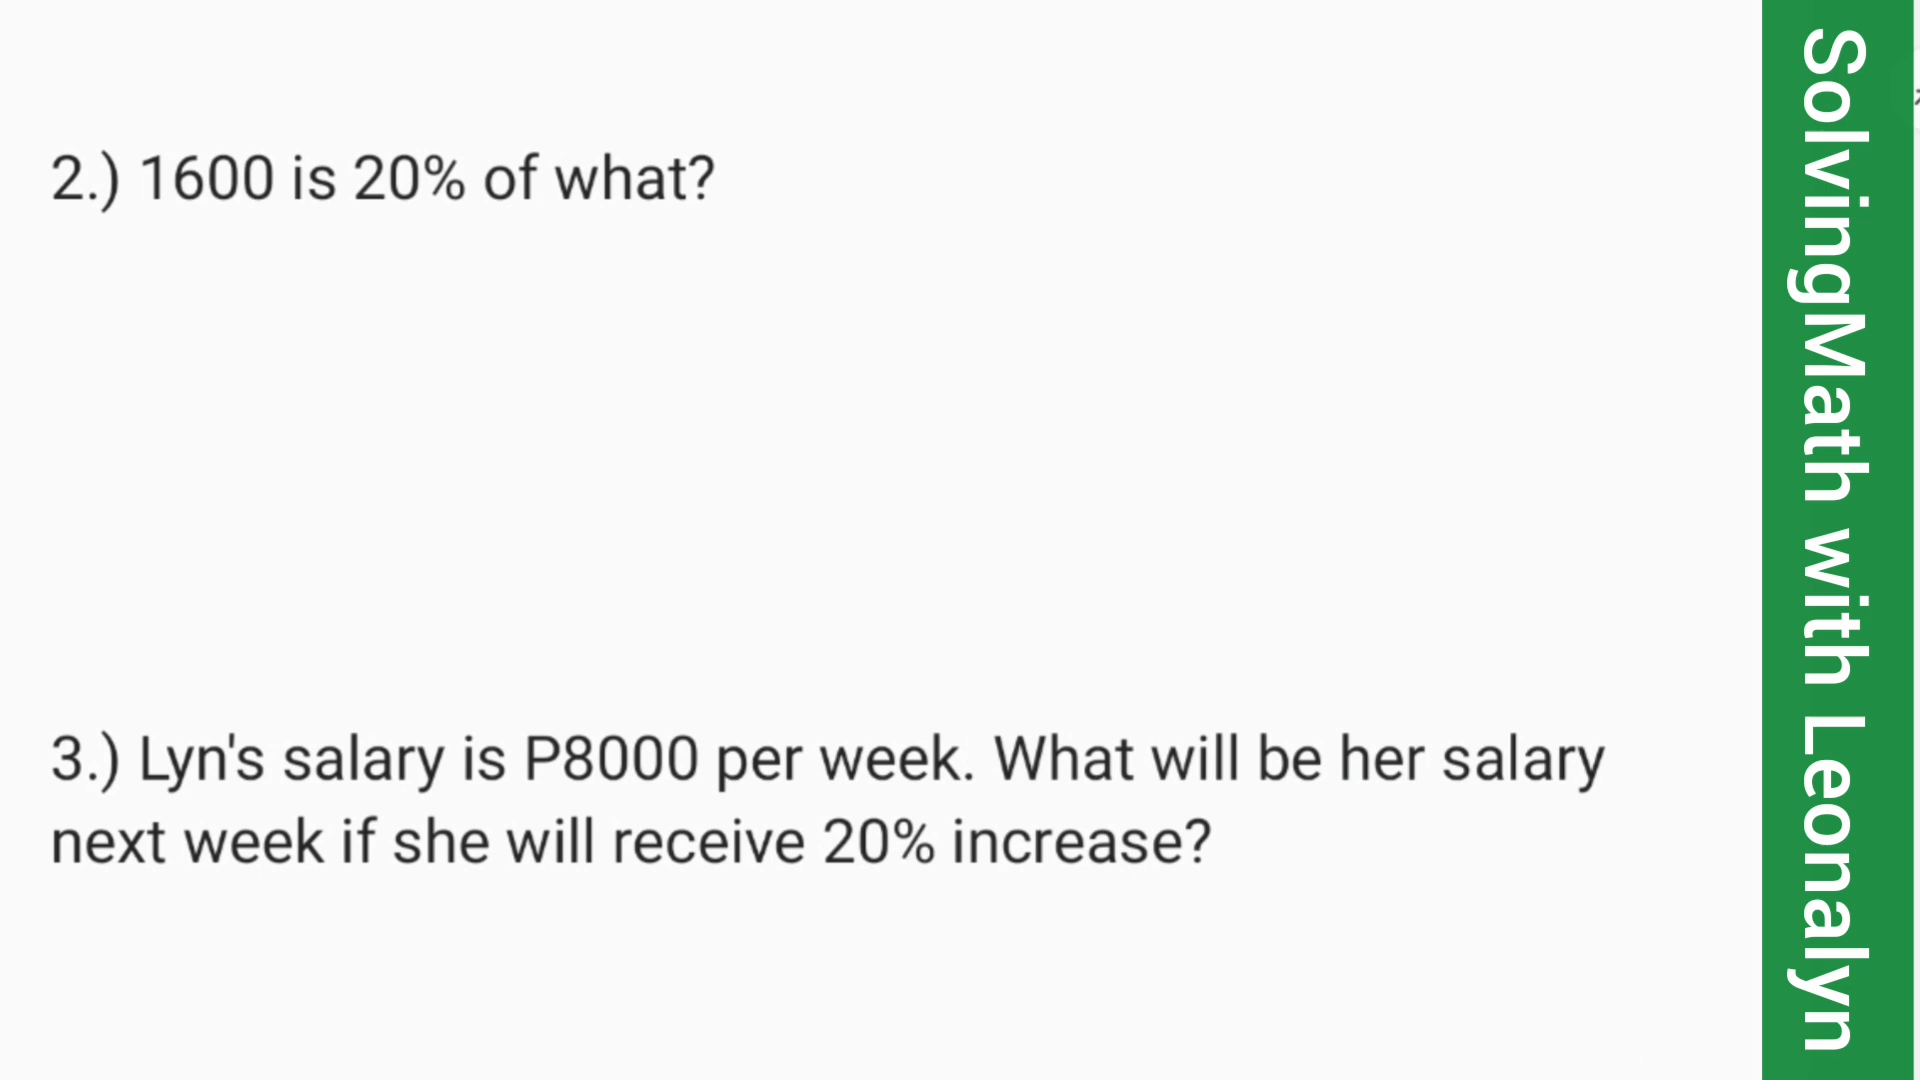 2.) 1600 is 20% of what?
3.) Lyn's salary is P8000 per week. What will be her salary
next week if she will receive 20% increase?
SolvingMath with Leonalyn